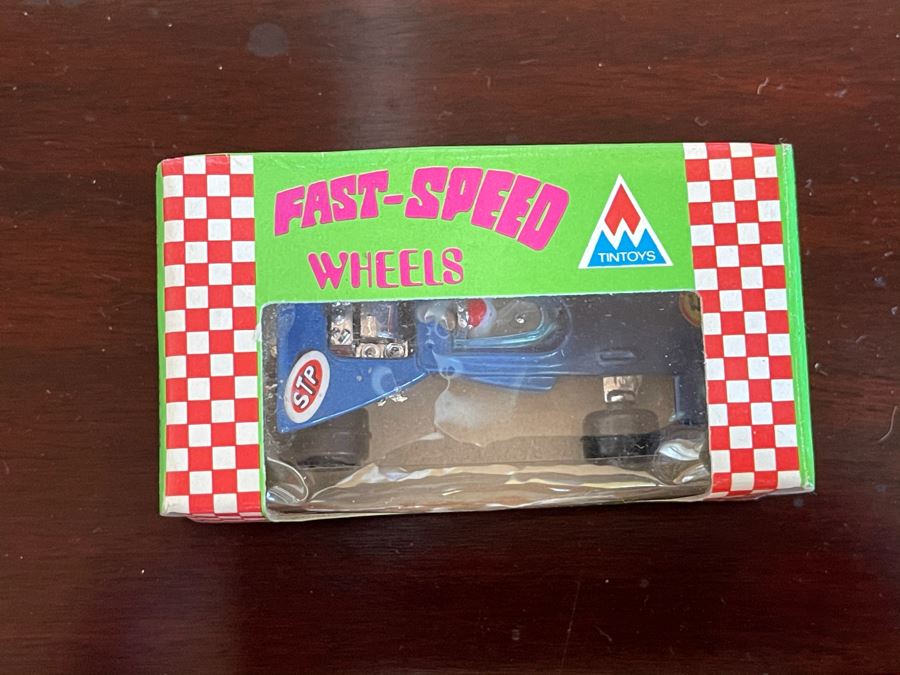 FAST-SPEED
WHEELS
TINTOYS
STP